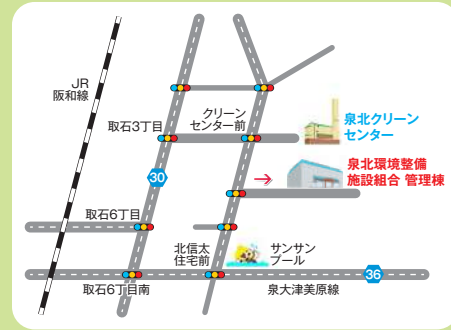 JR
阪和線
取石3丁目
クリーン
センター前
泉北クリーン
センター
泉北環境整備
施設組合 管理棟
30
取石6丁目
北信太
住宅前
サンサン
プール
取石6丁目南
泉大津美原線
36